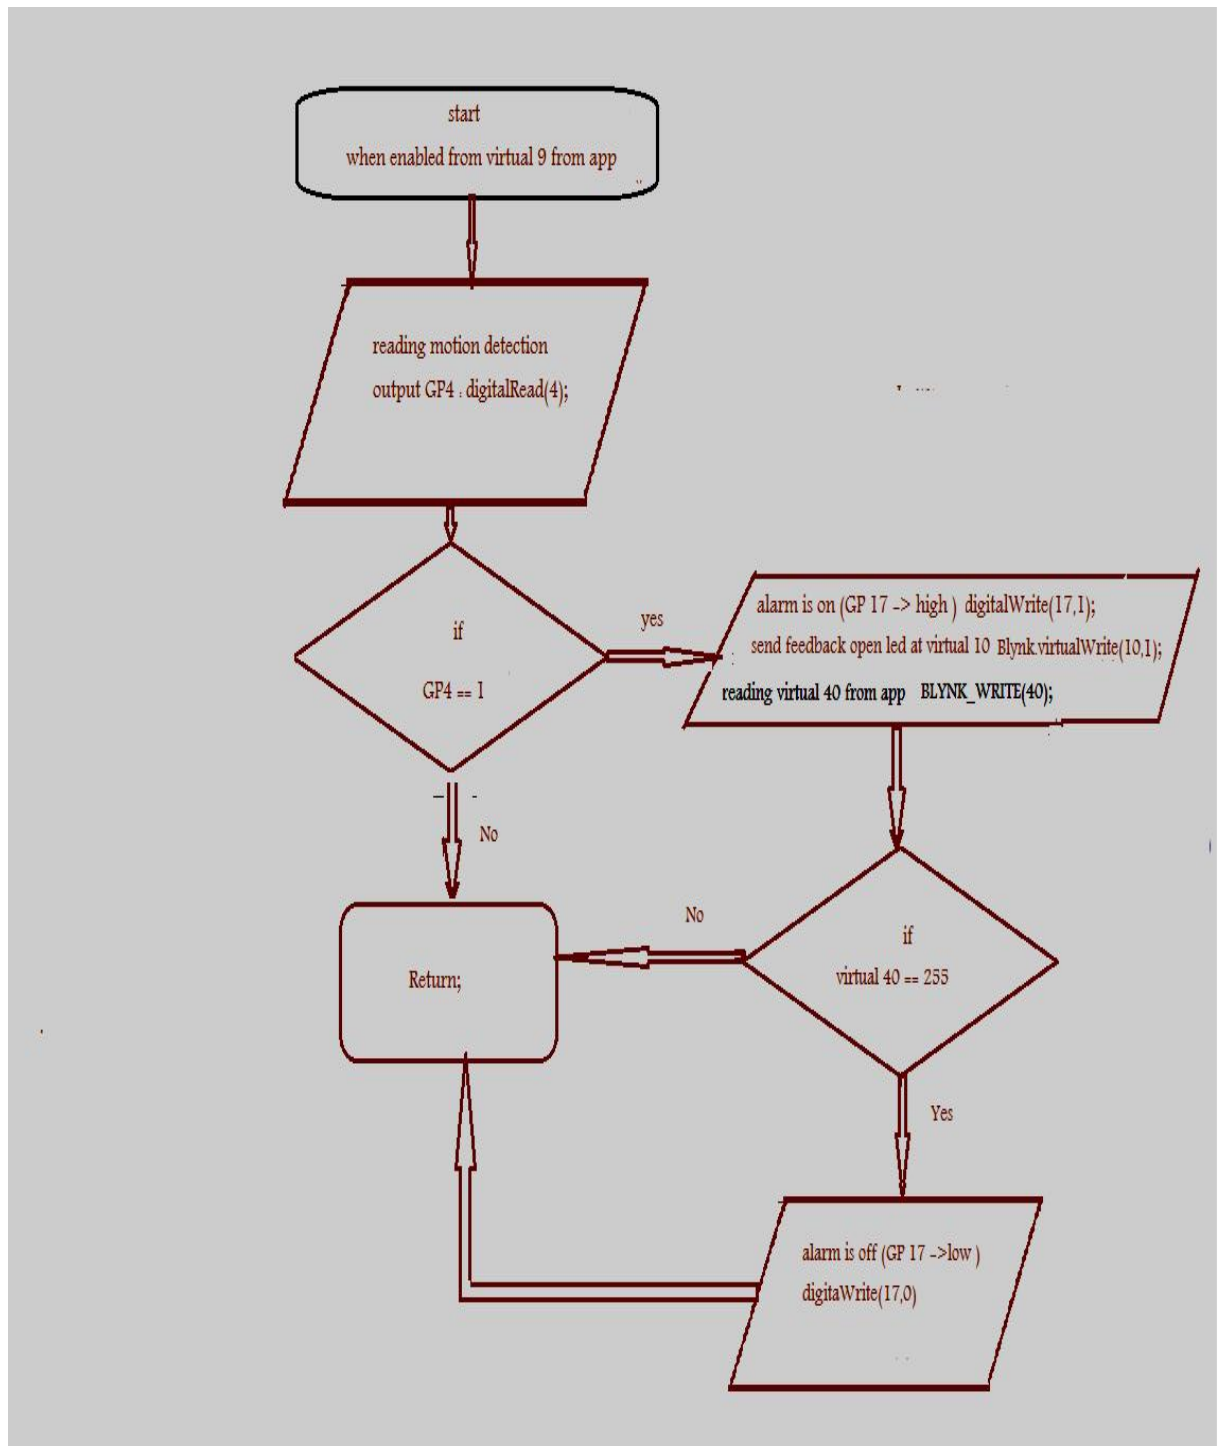 start
when enabled from virtual 9 from app
reading motion detection
output GP4 : digitalRead(4);
if
GP4 == 1
yes
alarm is on (GP 17 -> high ) digitalWrite(17,1);
send feedback open led at virtual 10 Blynk.virtualWrite(10,1);
reading virtual 40 from app BLYNK_WRITE(40);
No
Return;
No
if
virtual 40 == 255
Yes
alarm is off (GP 17 ->low )
digitaWrite(17,0)